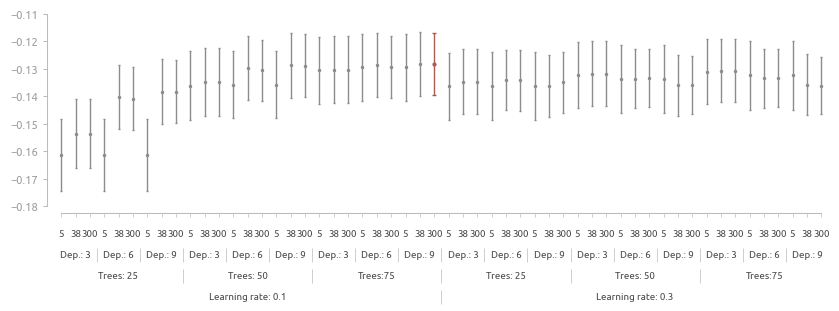 −0.11
−0.12
−0.13
−0.14
−0.15
−0.16
−0.17
−0.18
5 38 300 5 38 300 5 38 300 5 38 300 5 38 300 5 38 300 5 38 300 5 38 300 5 38 300 5 38 300 5 38 300 5 38 300 5 38 300 5 38 300 5 38 300 5 38 300 5 38 300 5 38 300
Dep.: 3 Dep.: 6 Dep.: 9 Dep.: 3 Dep.: 6 Dep.: 9 Dep.: 3 Dep.: 6 Dep.: 9 Dep.: 3 Dep.: 6 Dep.: 9 Dep.: 3 Dep.: 6 Dep.: 9 Dep.: 3 Dep.: 6 Dep.: 9
Trees: 25 Trees: 50 Trees:75 Trees: 25 Trees: 50 Trees:75
Learning rate: 0.1 Learning rate: 0.3